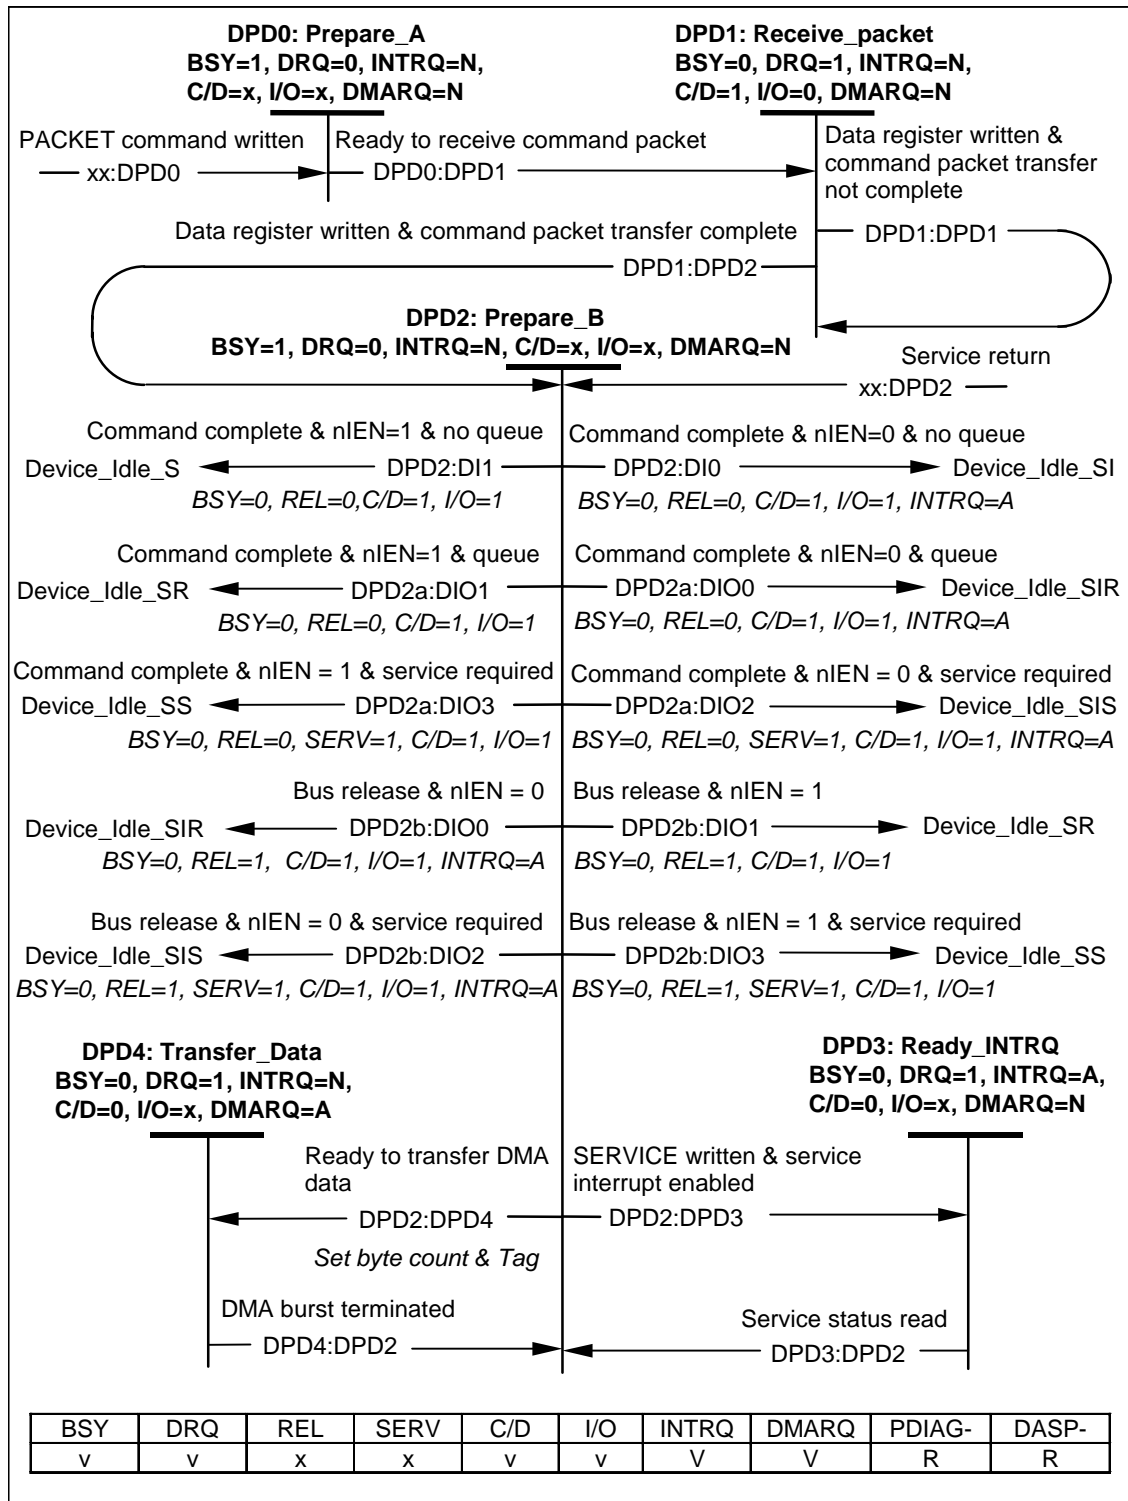 DPD0: Prepare_A
BSY=1, DRQ=0, INTRQ=N,
C/D=x, I/O=x, DMARQ=N
DPD1: Receive_packet
BSY=0, DRQ=1, INTRQ=N,
C/D=1, I/O=0, DMARQ=N
PACKET command written
xx:DPD0
Ready to receive command packet
DPD0:DPD1
Data register written &
command packet transfer
not complete
DPD1:DPD1
Data register written & command packet transfer complete
DPD1:DPD2
DPD2: Prepare_B
BSY=1, DRQ=0, INTRQ=N, C/D=x, I/O=x, DMARQ=N
Service return
xx:DPD2
Command complete & nIEN=1 & no queue
Device_Idle_S
DPD2:DI1
BSY=0, REL=0,C/D=1, I/O=1
Command complete & nIEN=0 & no queue
DPD2:DI0
Device_Idle_SI
BSY=0, REL=0, C/D=1, I/O=1, INTRQ=A
Command complete & nIEN=1 & queue
Device_Idle_SR
DPD2a:DIO1
BSY=0, REL=0, C/D=1, I/O=1
Command complete & nIEN=0 & queue
DPD2a:DIO0
Device_Idle_SIR
BSY=0, REL=0, C/D=1, I/O=1, INTRQ=A
Command complete & nIEN = 1 & service required
Device_Idle_SS
DPD2a:DIO3
BSY=0, REL=0, SERV=1, C/D=1, I/O=1
Command complete & nIEN = 0 & service required
DPD2a:DIO2
Device_Idle_SIS
BSY=0, REL=0, SERV=1, C/D=1, I/O=1, INTRQ=A
Bus release & nIEN = 0
Device_Idle_SIR
DPD2b:DIO0
BSY=0, REL=1, C/D=1, I/O=1, INTRQ=A
Bus release & nIEN = 1
DPD2b:DIO1
Device_Idle_SR
BSY=0, REL=1, C/D=1, I/O=1
Bus release & nIEN = 0 & service required
Device_Idle_SIS
DPD2b:DIO2
BSY=0, REL=1, SERV=1, C/D=1, I/O=1, INTRQ=A
Bus release & nIEN = 1 & service required
DPD2b:DIO3
Device_Idle_SS
BSY=0, REL=1, SERV=1, C/D=1, I/O=1
DPD4: Transfer_Data
BSY=0, DRQ=1, INTRQ=N,
C/D=0, I/O=x, DMARQ=A
DPD3: Ready_INTRQ
BSY=0, DRQ=1, INTRQ=A,
C/D=0, I/O=x, DMARQ=N
Ready to transfer DMA
data
DPD2:DPD4
Set byte count & Tag
SERVICE written & service
interrupt enabled
DPD2:DPD3
DMA burst terminated
DPD4:DPD2
Service status read
DPD3:DPD2
BSY DRQ REL SERV C/D I/O INTRQ DMARQ PDIAG- DASP-
v v x x v v V V R R